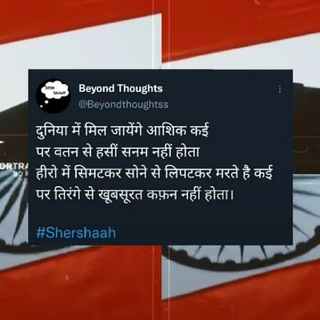 Beyond Thoughts
@Beyondthoughtss
दुनिया में मिल जायेंगे आशिक कई
पर वतन से हसीं सनम नहीं होता
हीरो में सिमटकर सोने से लिपटकर मरते है कई
पर तिरंगे से खूबसूरत कफ़न नहीं होता।
#Shershaah